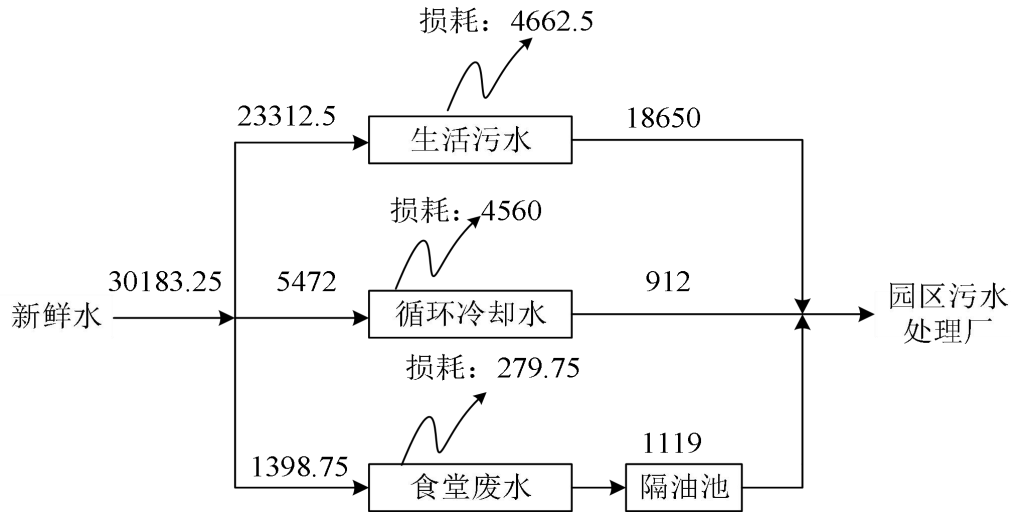 损耗：4662.5
23312.5
生活污水
18650
损耗：4560
30183.25
5472
912
新鲜水
循环冷却水
园区污水
处理厂
损耗：279.75
1398.75
食堂废水
1119
隔油池